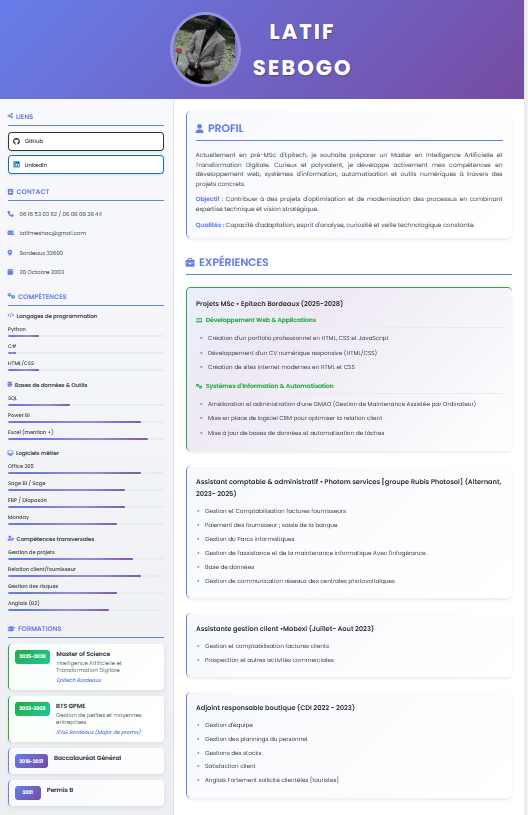 LATIF
SEBOGO
LIENS
GitHub
LinkedIn
CONTACT
06 16 53 03 62 / 06 08 08 28 44
latifmeshac@gmail.com
Bordeaux 33600
28 Octobre 2003
COMPÉTENCES
Langages de programmation
Python
C#
HTML/CSS
Bases de données & Outils
SQL
Power BI
Excel (mention +)
Logiciels métier
Office 365
Sage BI / Sage
EBP / Diapason
Monday
Compétences transversales
Gestion de projets
Relation client/fournisseur
Gestion des risques
Anglais (B2)
FORMATIONS
2025-2028
Master of Science
Intelligence Artificielle et
Transformation Digitale
Epitech Bordeaux
2023-2025
BTS GPME
Gestion de petites et moyennes
entreprises
IFAG Bordeaux (Major de promo)
2018-2021
Baccalauréat Général
2021
Permis B
PROFIL
Actuellement en pré-MSc d'Epitech, je souhaite préparer un Master en Intelligence Artificielle et
Transformation Digitale. Curieux et polyvalent, je développe activement mes compétences en
développement web, systèmes d'information, automatisation et outils numériques à travers des
projets concrets.
Objectif : Contribuer à des projets d'optimisation et de modernisation des processus en combinant
expertise technique et vision stratégique.
Qualités : Capacité d'adaptation, esprit d'analyse, curiosité et veille technologique constante.
EXPÉRIENCES
Projets MSc • Epitech Bordeaux (2025-2028)
Développement Web & Applications
Création d'un portfolio professionnel en HTML, CSS et JavaScript
Développement d'un CV numérique responsive (HTML/CSS)
Création de sites internet modernes en HTML et CSS
Systèmes d'Information & Automatisation
Amélioration et administration d'une GMAO (Gestion de Maintenance Assistée par Ordinateur)
Mise en place de logiciel CRM pour optimiser la relation client
Mise à jour de bases de données et automatisation de tâches
Assistant comptable & administratif • Photom services [groupe Rubis Photosol] (Alternant,
2023- 2025)
Gestion et Comptabilisation factures fournisseurs
Paiement des fournisseur ; saisie de la banque
Gestion du Parcs informatiques
Gestion de l'assistance et de la maintenance informatique Avec l'infogérance.
Base de données
Gestion de communication réseaux des centrales photovoltaïques
Assistante gestion client •Mobexi (Juillet- Aout 2023)
Gestion et comptabilisation factures clients
Prospection et autres activités commerciales
Adjoint responsable boutique (CDI 2022 - 2023)
Gestion d'équipe
Gestion des plannings du personnel.
Gestions des stocks
Satisfaction client
Anglais fortement sollicité clientèles [touristes]